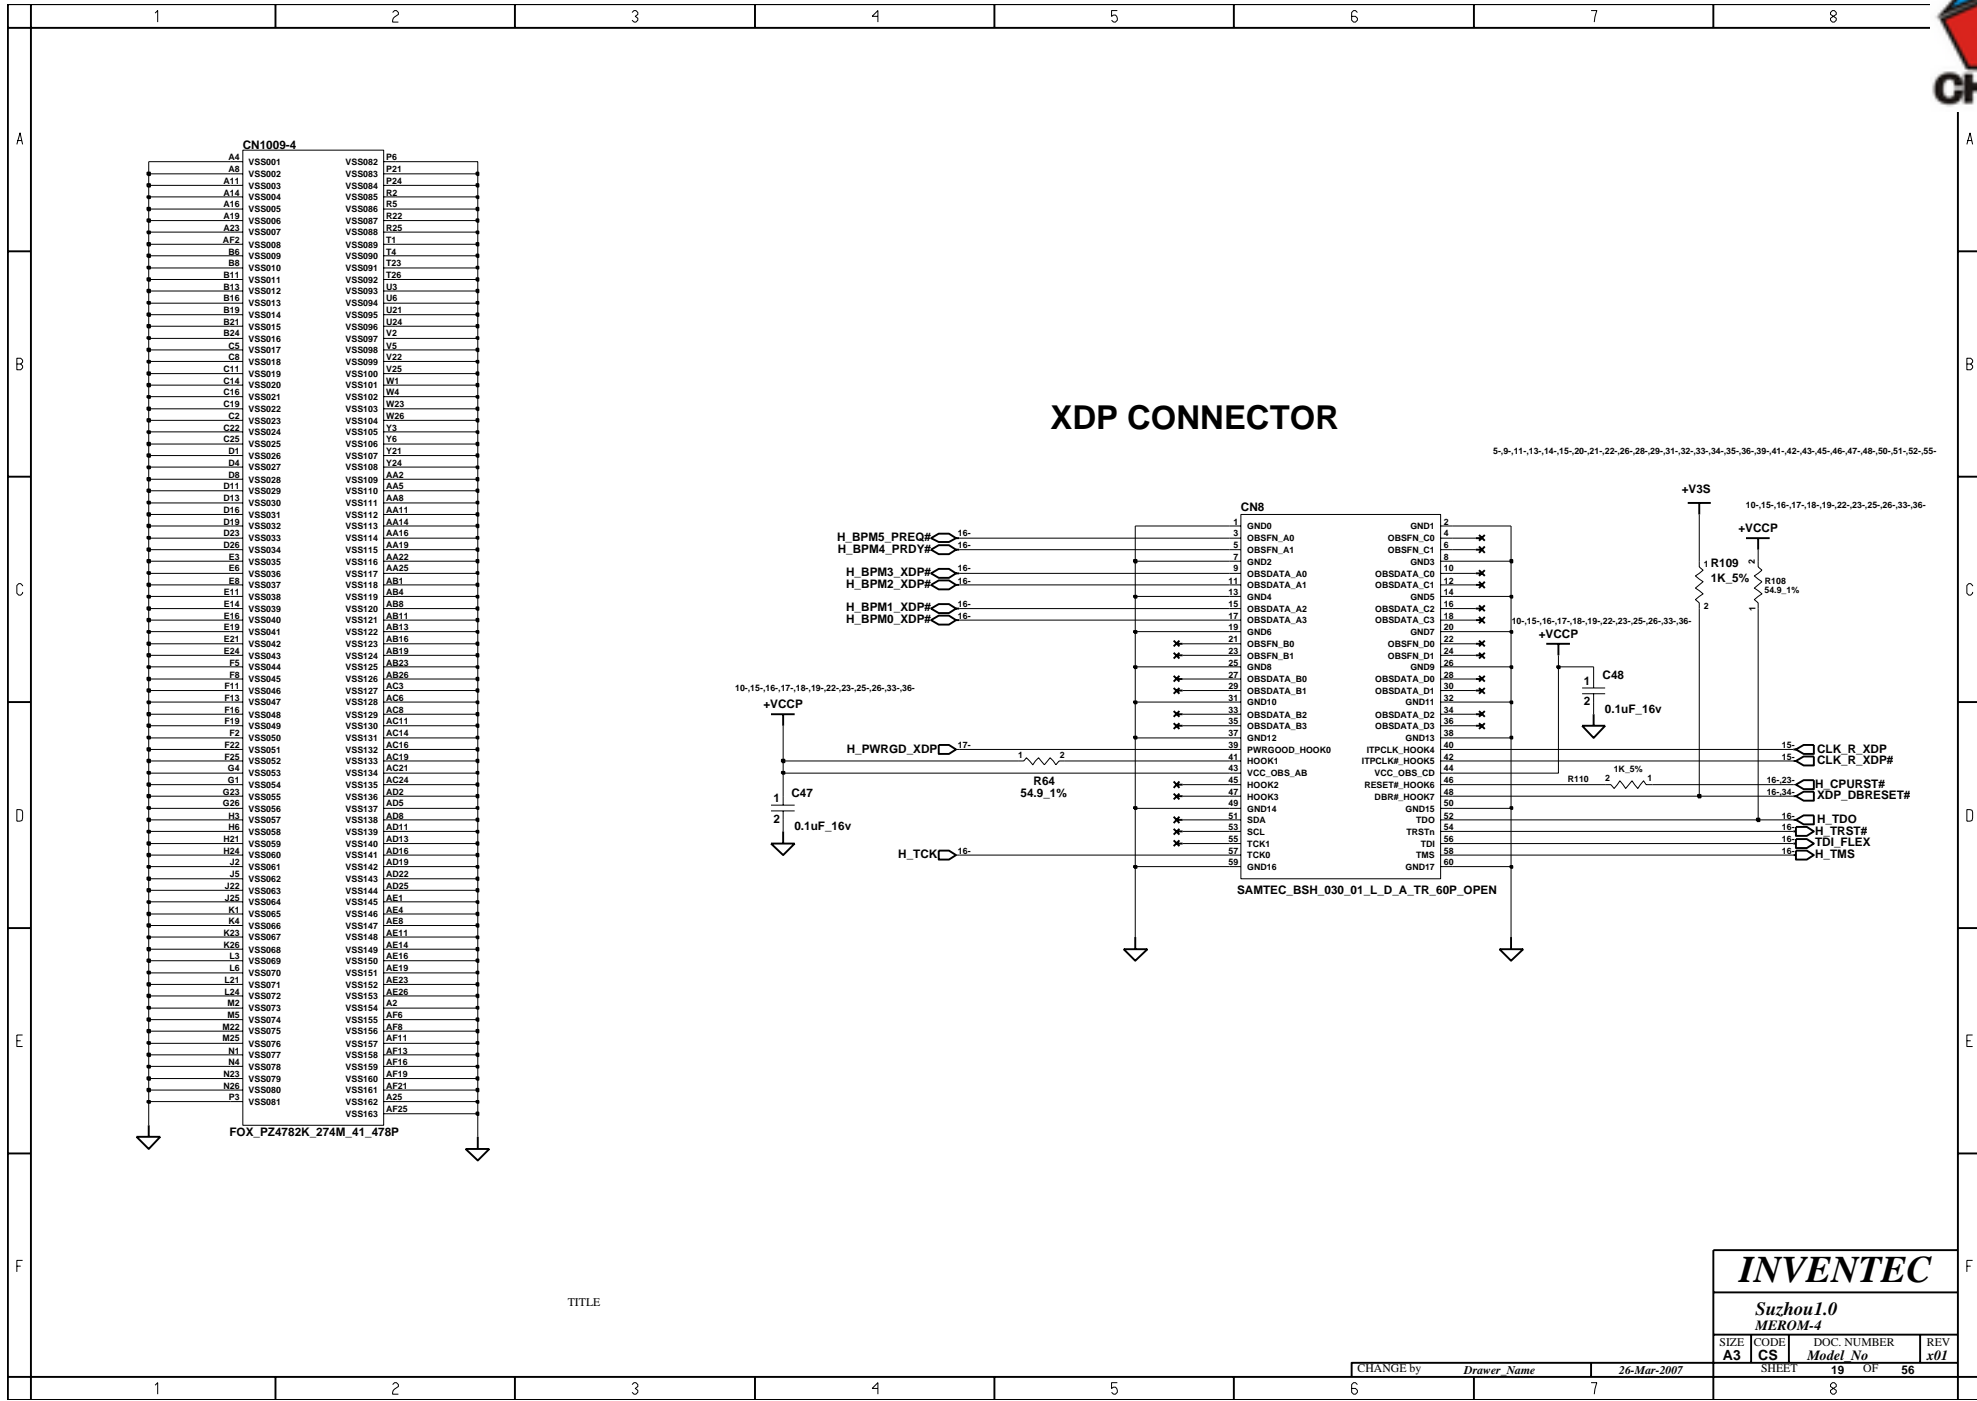 1 2 3 4 5 6 7 8
CH
A A
B B
C C
D D
E E
F F
CN1009-4
A4 VSS001 VSS082 P6
A8 VSS002 VSS083 P21
A11 VSS003 VSS084 P24
A14 VSS004 VSS085 R2
A16 VSS005 VSS086 R5
A19 VSS006 VSS087 R22
A23 VSS007 VSS088 R25
AF2 VSS008 VSS089 T1
B6 VSS009 VSS090 T4
B8 VSS010 VSS091 T23
B11 VSS011 VSS092 T26
B13 VSS012 VSS093 U3
B16 VSS013 VSS094 U6
B19 VSS014 VSS095 U21
B21 VSS015 VSS096 U24
B24 VSS016 VSS097 V2
C5 VSS017 VSS098 V5
C8 VSS018 VSS099 V22
C11 VSS019 VSS100 V25
C14 VSS020 VSS101 W1
C16 VSS021 VSS102 W4
C19 VSS022 VSS103 W23
C2 VSS023 VSS104 W26
C22 VSS024 VSS105 Y3
C25 VSS025 VSS106 Y6
D1 VSS026 VSS107 Y21
D4 VSS027 VSS108 Y24
D8 VSS028 VSS109 AA2
D11 VSS029 VSS110 AA5
D13 VSS030 VSS111 AA8
D16 VSS031 VSS112 AA11
D19 VSS032 VSS113 AA14
D23 VSS033 VSS114 AA16
D26 VSS034 VSS115 AA19
E3 VSS035 VSS116 AA22
E6 VSS036 VSS117 AA25
E8 VSS037 VSS118 AB1
E11 VSS038 VSS119 AB4
E14 VSS039 VSS120 AB8
E16 VSS040 VSS121 AB11
E19 VSS041 VSS122 AB13
E21 VSS042 VSS123 AB16
E24 VSS043 VSS124 AB19
F5 VSS044 VSS125 AB23
F8 VSS045 VSS126 AB26
F11 VSS046 VSS127 AC3
F13 VSS047 VSS128 AC6
F16 VSS048 VSS129 AC8
F19 VSS049 VSS130 AC11
F2 VSS050 VSS131 AC14
F22 VSS051 VSS132 AC16
F25 VSS052 VSS133 AC19
G4 VSS053 VSS134 AC21
G1 VSS054 VSS135 AC24
G23 VSS055 VSS136 AD2
G26 VSS056 VSS137 AD5
H3 VSS057 VSS138 AD8
H6 VSS058 VSS139 AD11
H21 VSS059 VSS140 AD13
H24 VSS060 VSS141 AD16
J2 VSS061 VSS142 AD19
J5 VSS062 VSS143 AD22
J22 VSS063 VSS144 AD25
J25 VSS064 VSS145 AE1
K1 VSS065 VSS146 AE4
K4 VSS066 VSS147 AE8
K23 VSS067 VSS148 AE11
K26 VSS068 VSS149 AE14
L3 VSS069 VSS150 AE16
L6 VSS070 VSS151 AE19
L21 VSS071 VSS152 AE23
L24 VSS072 VSS153 AE26
M2 VSS073 VSS154 A2
M5 VSS074 VSS155 AF6
M22 VSS075 VSS156 AF8
M25 VSS076 VSS157 AF11
N1 VSS077 VSS158 AF13
N4 VSS078 VSS159 AF16
N23 VSS079 VSS160 AF19
N26 VSS080 VSS161 AF21
P3 VSS081 VSS162 A25
VSS163 AF25
FOX_PZ4782K_274M_41_478P
XDP CONNECTOR
5-,9-,11-,13-,14-,15-,20-,21-,22-,26-,28-,29-,31-,32-,33-,34-,35-,36-,39-,41-,42-,43-,45-,46-,47-,48-,50-,51-,52-,55-
+V3S
10-,15-,16-,17-,18-,19-,22-,23-,25-,26-,33-,36-
+VCCP
1 R109 2
1K_5% R108
54.9_1%
2 1
10-,15-,16-,17-,18-,19-,22-,23-,25-,26-,33-,36-
+VCCP
1 C48
2 0.1uF_16v
CN8
1 GND0 GND1 2
H_BPM5_PREQ# 16- 3 OBSFN_A0 OBSFN_C0 4
H_BPM4_PRDY# 16- 5 OBSFN_A1 OBSFN_C1 6
7 GND2 GND3 8
H_BPM3_XDP# 16- 9 OBSDATA_A0 OBSDATA_C0 10
H_BPM2_XDP# 16- 11 OBSDATA_A1 OBSDATA_C1 12
13 GND4 GND5 14
H_BPM1_XDP# 16- 15 OBSDATA_A2 OBSDATA_C2 16
H_BPM0_XDP# 16- 17 OBSDATA_A3 OBSDATA_C3 18
19 GND6 GND7 20
21 OBSFN_B0 OBSFN_D0 22
23 OBSFN_B1 OBSFN_D1 24
25 GND8 GND9 26
27 OBSDATA_B0 OBSDATA_D0 28
29 OBSDATA_B1 OBSDATA_D1 30
31 GND10 GND11 32
33 OBSDATA_B2 OBSDATA_D2 34
35 OBSDATA_B3 OBSDATA_D3 36
37 GND12 GND13 38
H_PWRGD_XDP 17- 39 PWRGOOD_HOOK0 ITPCLK_HOOK4 40 15- CLK_R_XDP
41 HOOK1 ITPCLK#_HOOK5 42 15- CLK_R_XDP#
43 VCC_OBS_AB VCC_OBS_CD 44
45 HOOK2 RESET#_HOOK6 46 R110 2 1K_5% 1 16-,23- H_CPURST#
47 HOOK3 DBR#_HOOK7 48 16-,34- XDP_DBRESET#
49 GND14 GND15 50
51 SDA TDO 52 16- H_TDO
53 SCL TRSTn 54 16- H_TRST#
55 TCK1 TDI 56 16- TDI_FLEX
H_TCK 16- 57 TCK0 TMS 58 16- H_TMS
59 GND16 GND17 60
SAMTEC_BSH_030_01_L_D_A_TR_60P_OPEN
10-,15-,16-,17-,18-,19-,22-,23-,25-,26-,33-,36-
+VCCP
1 2
R64
54.9_1%
1 C47
2 0.1uF_16v
TITLE
INVENTEC
Suzhou1.0
MEROM-4
SIZE CODE DOC. NUMBER REV
A3 CS Model_No x01
CHANGE by Drawer_Name 26-Mar-2007 SHEET 19 OF 56
1 2 3 4 5 6 7 8